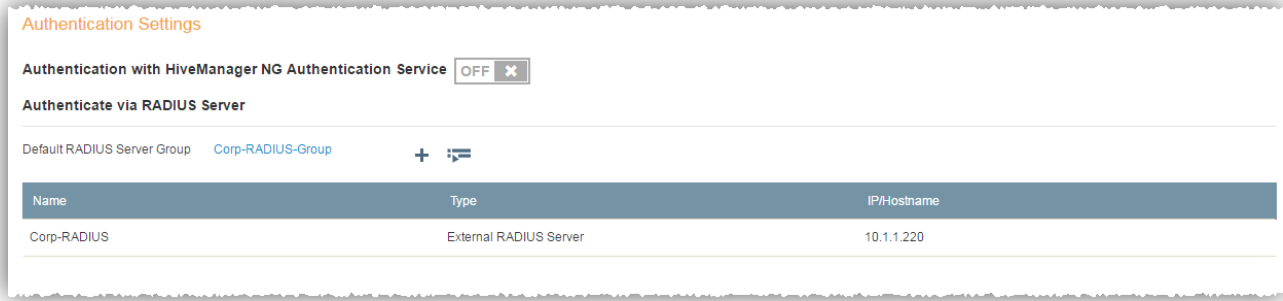 Authentication Settings
Authentication with HiveManager NG Authentication Service OFF
Authenticate via RADIUS Server
Default RADIUS Server Group Corp-RADIUS-Group
Name Type IP/Hostname
Corp-RADIUS External RADIUS Server 10.1.1.220